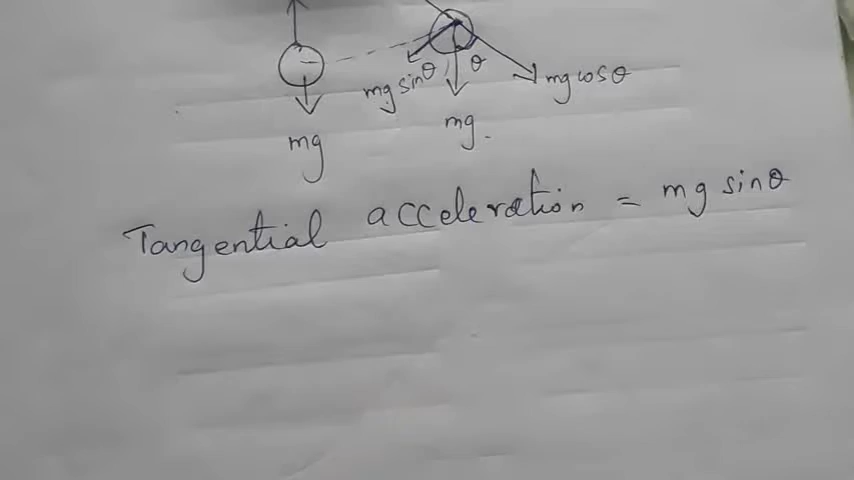 mg sinθ θ mg cosθ
mg mg.
Tangential acceleration = mg sinθ